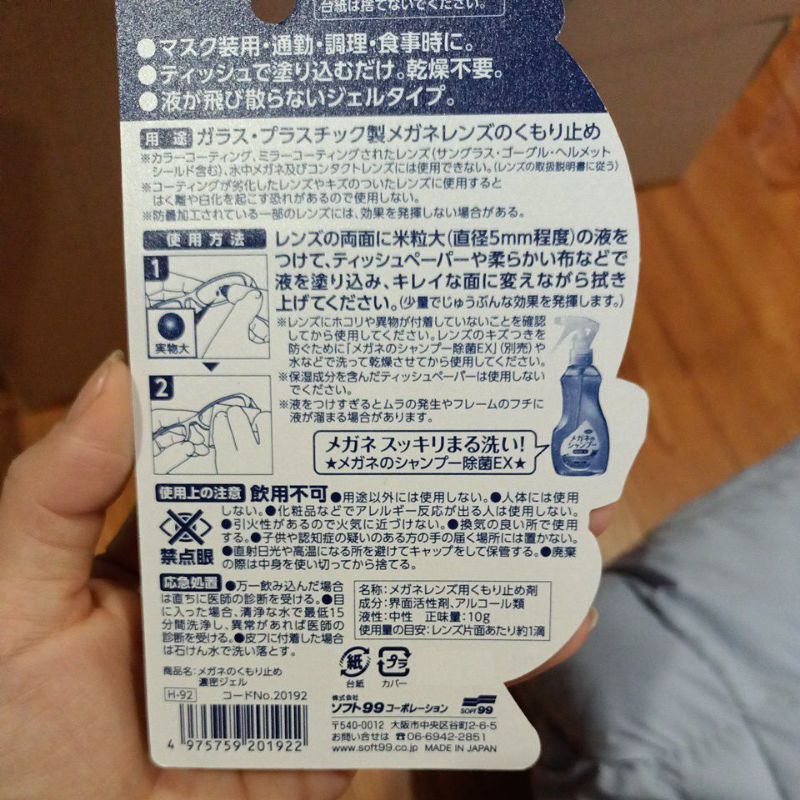 台紙は捨てないでください。
●マスク装用・通勤・調理・食事時に。
●ティッシュで塗り込むだけ。乾燥不要。
●液が飛び散らないジェルタイプ。
用途 ガラス・プラスチック製メガネレンズのくもり止め
※カラーコーティング、ミラーコーティングされたレンズ(サングラス・ゴーグル・ヘルメット
シールド含む)、水中メガネ及びコンタクトレンズには使用できない。(レンズの取扱説明書に従う)
※コーティングが劣化したレンズやキズのついたレンズに使用すると
はく離や白化を起こす恐れがあるので使用しない。
※防曇加工されている一部のレンズには、効果を発揮しない場合がある。
使用方法 レンズの両面に米粒大(直径5mm程度)の液を
つけて、ティッシュペーパーや柔らかい布などで
液を塗り込み、キレイな面に変えながら拭き
上げてください。(少量でじゅうぶんな効果を発揮します。)
1
実物大
2
※レンズにホコリや異物が付着していないことを確認
してから使用してください。レンズのキズつきを
防ぐために「メガネのシャンプー除菌EX」(別売)や
水などで洗って乾燥させてから使用してください。
※保湿成分を含んだティッシュペーパーは使用しない
でください。
※液をつけすぎるとムラの発生やフレームのフチに
液が溜まる場合があります。
メガネの
シャンプー
メガネ スッキリまる洗い!
★メガネのシャンプー除菌EX★
使用上の注意 飲用不可 ●用途以外には使用しない。●人体には使用
しない。●化粧品などでアレルギー反応が出る人は使用しない。
●引火性があるので火気に近づけない。●換気の良い所で使用
する。●子供や認知症の疑いのある方の手の届く場所には置かない。
●直射日光や高温になる所を避けてキャップをして保管する。●廃棄
の際は中身を使い切ってから捨てる。
禁点眼
応急処置 ●万一飲み込んだ場合
は直ちに医師の診断を受ける。●目
に入った場合、清浄な水で最低15
分間洗浄し、異常があれば医師の
診断を受ける。●皮フに付着した場合
は石けん水で洗い落とす。
名称:メガネレンズ用くもり止め剤
成分:界面活性剤、アルコール類
液性:中性 正味量:10g
使用量の目安:レンズ片面あたり約1滴
商品名:メガネのくもり止め
濃密ジェル
H-92 コードNo.20192
4 975759 201922
紙
台紙
プラ
カバー
株式会社
ソフト99コーポレーション
SOFT99
〒540-0012 大阪市中央区谷町2-6-5
お問い合せ ☎06-6942-2851
www.soft99.co.jp MADE IN JAPAN